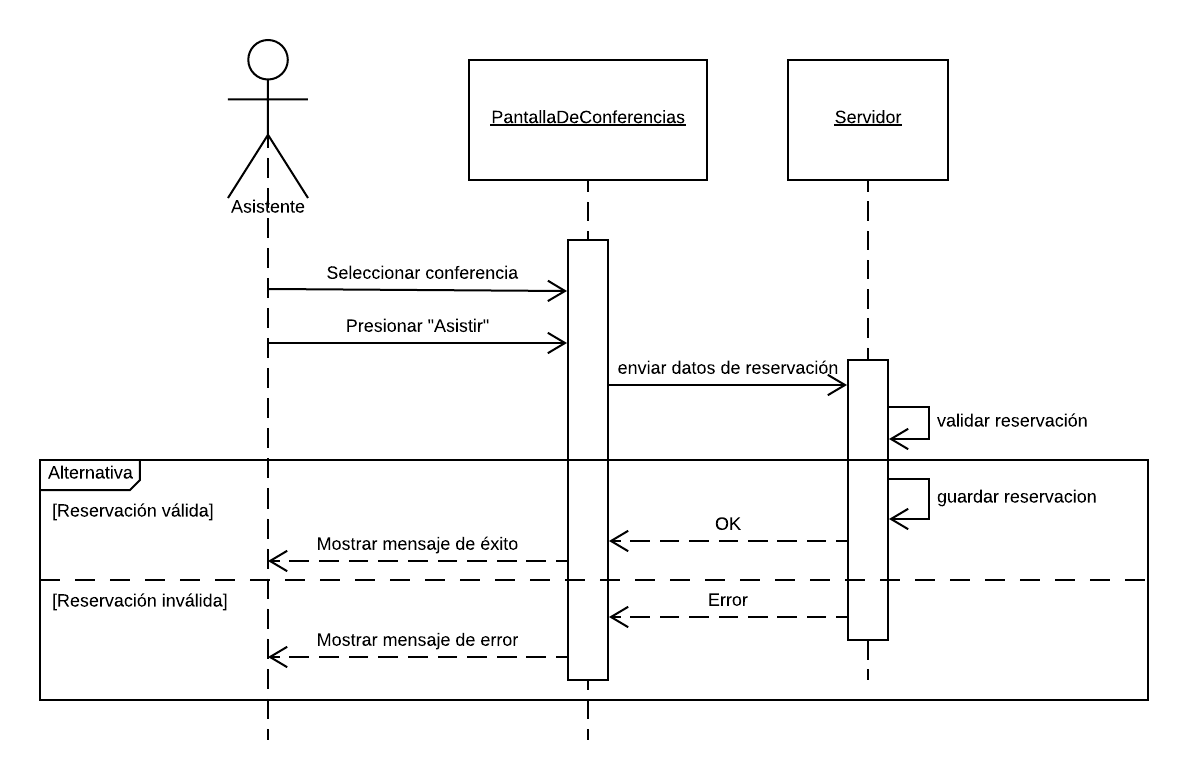 PantallaDeConferencias
Servidor
Asistente
Seleccionar conferencia
Presionar "Asistir"
enviar datos de reservación
validar reservación
Alternativa
guardar reservacion
[Reservación válida]
OK
Mostrar mensaje de éxito
[Reservación inválida]
Error
Mostrar mensaje de error